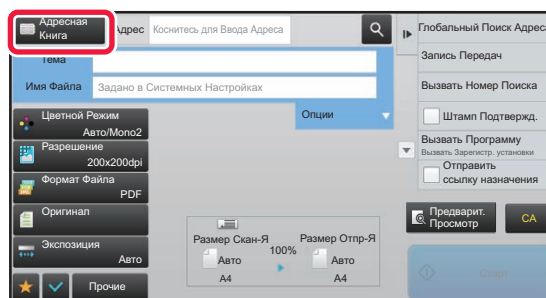 Адресная
Книга
Адрес
Коснитесь для Ввода Адреса
Тема
Имя Файла
Задано в Системных Настройках
Опции
Цветной Режим
Авто/Mono2
Разрешение
200x200dpi
Формат Файла
PDF
Оригинал
Экспозиция
Авто
Прочие
Размер Скан-Я
Авто
A4
100%
Размер Отпр-Я
Авто
A4
Глобальный Поиск Адреса
Запись Передач
Вызвать Номер Поиска
Штамп Подтвержд.
Вызвать Программу
Вызвать Зарегистр. установки
Отправить
ссылку назначения
Предварит.
Просмотр
CA
Старт